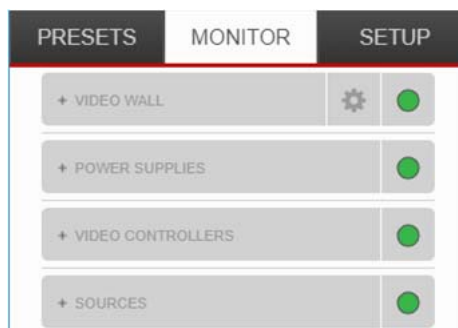 PRESETS MONITOR SETUP
+ VIDEO WALL
+ POWER SUPPLIES
+ VIDEO CONTROLLERS
+ SOURCES